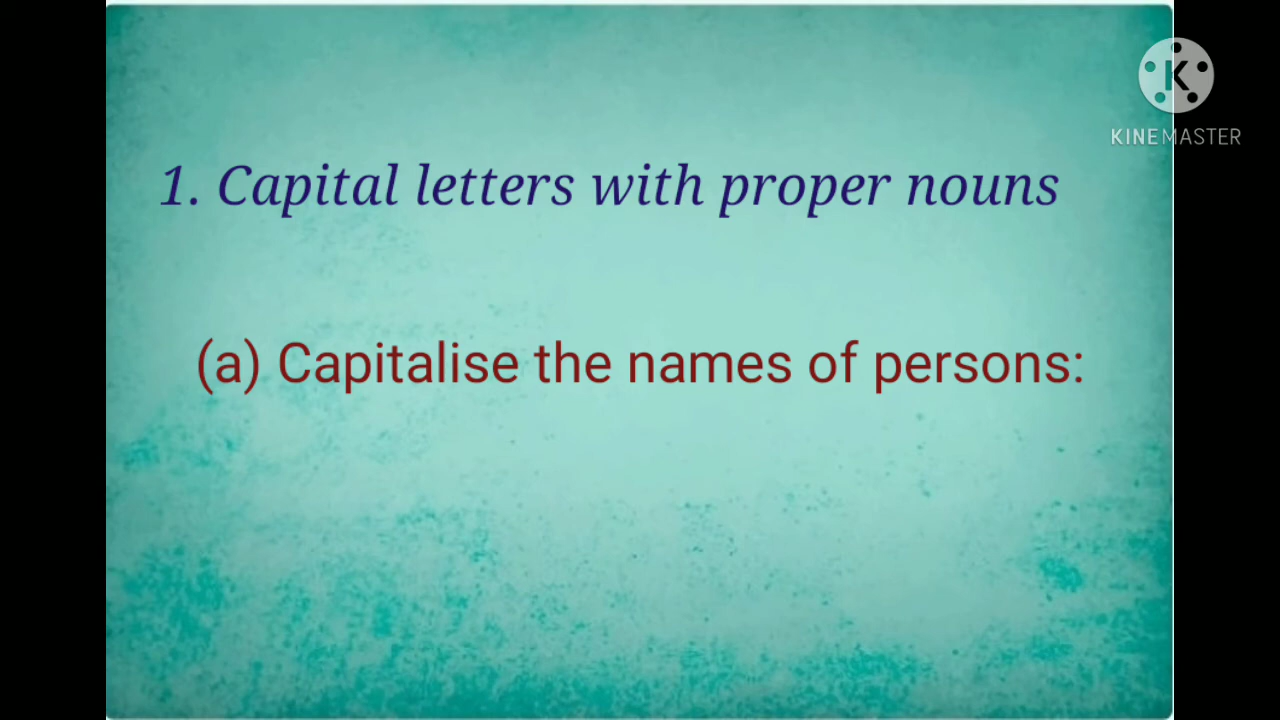 1. Capital letters with proper nouns
(a) Capitalise the names of persons:
K
KINEMASTER